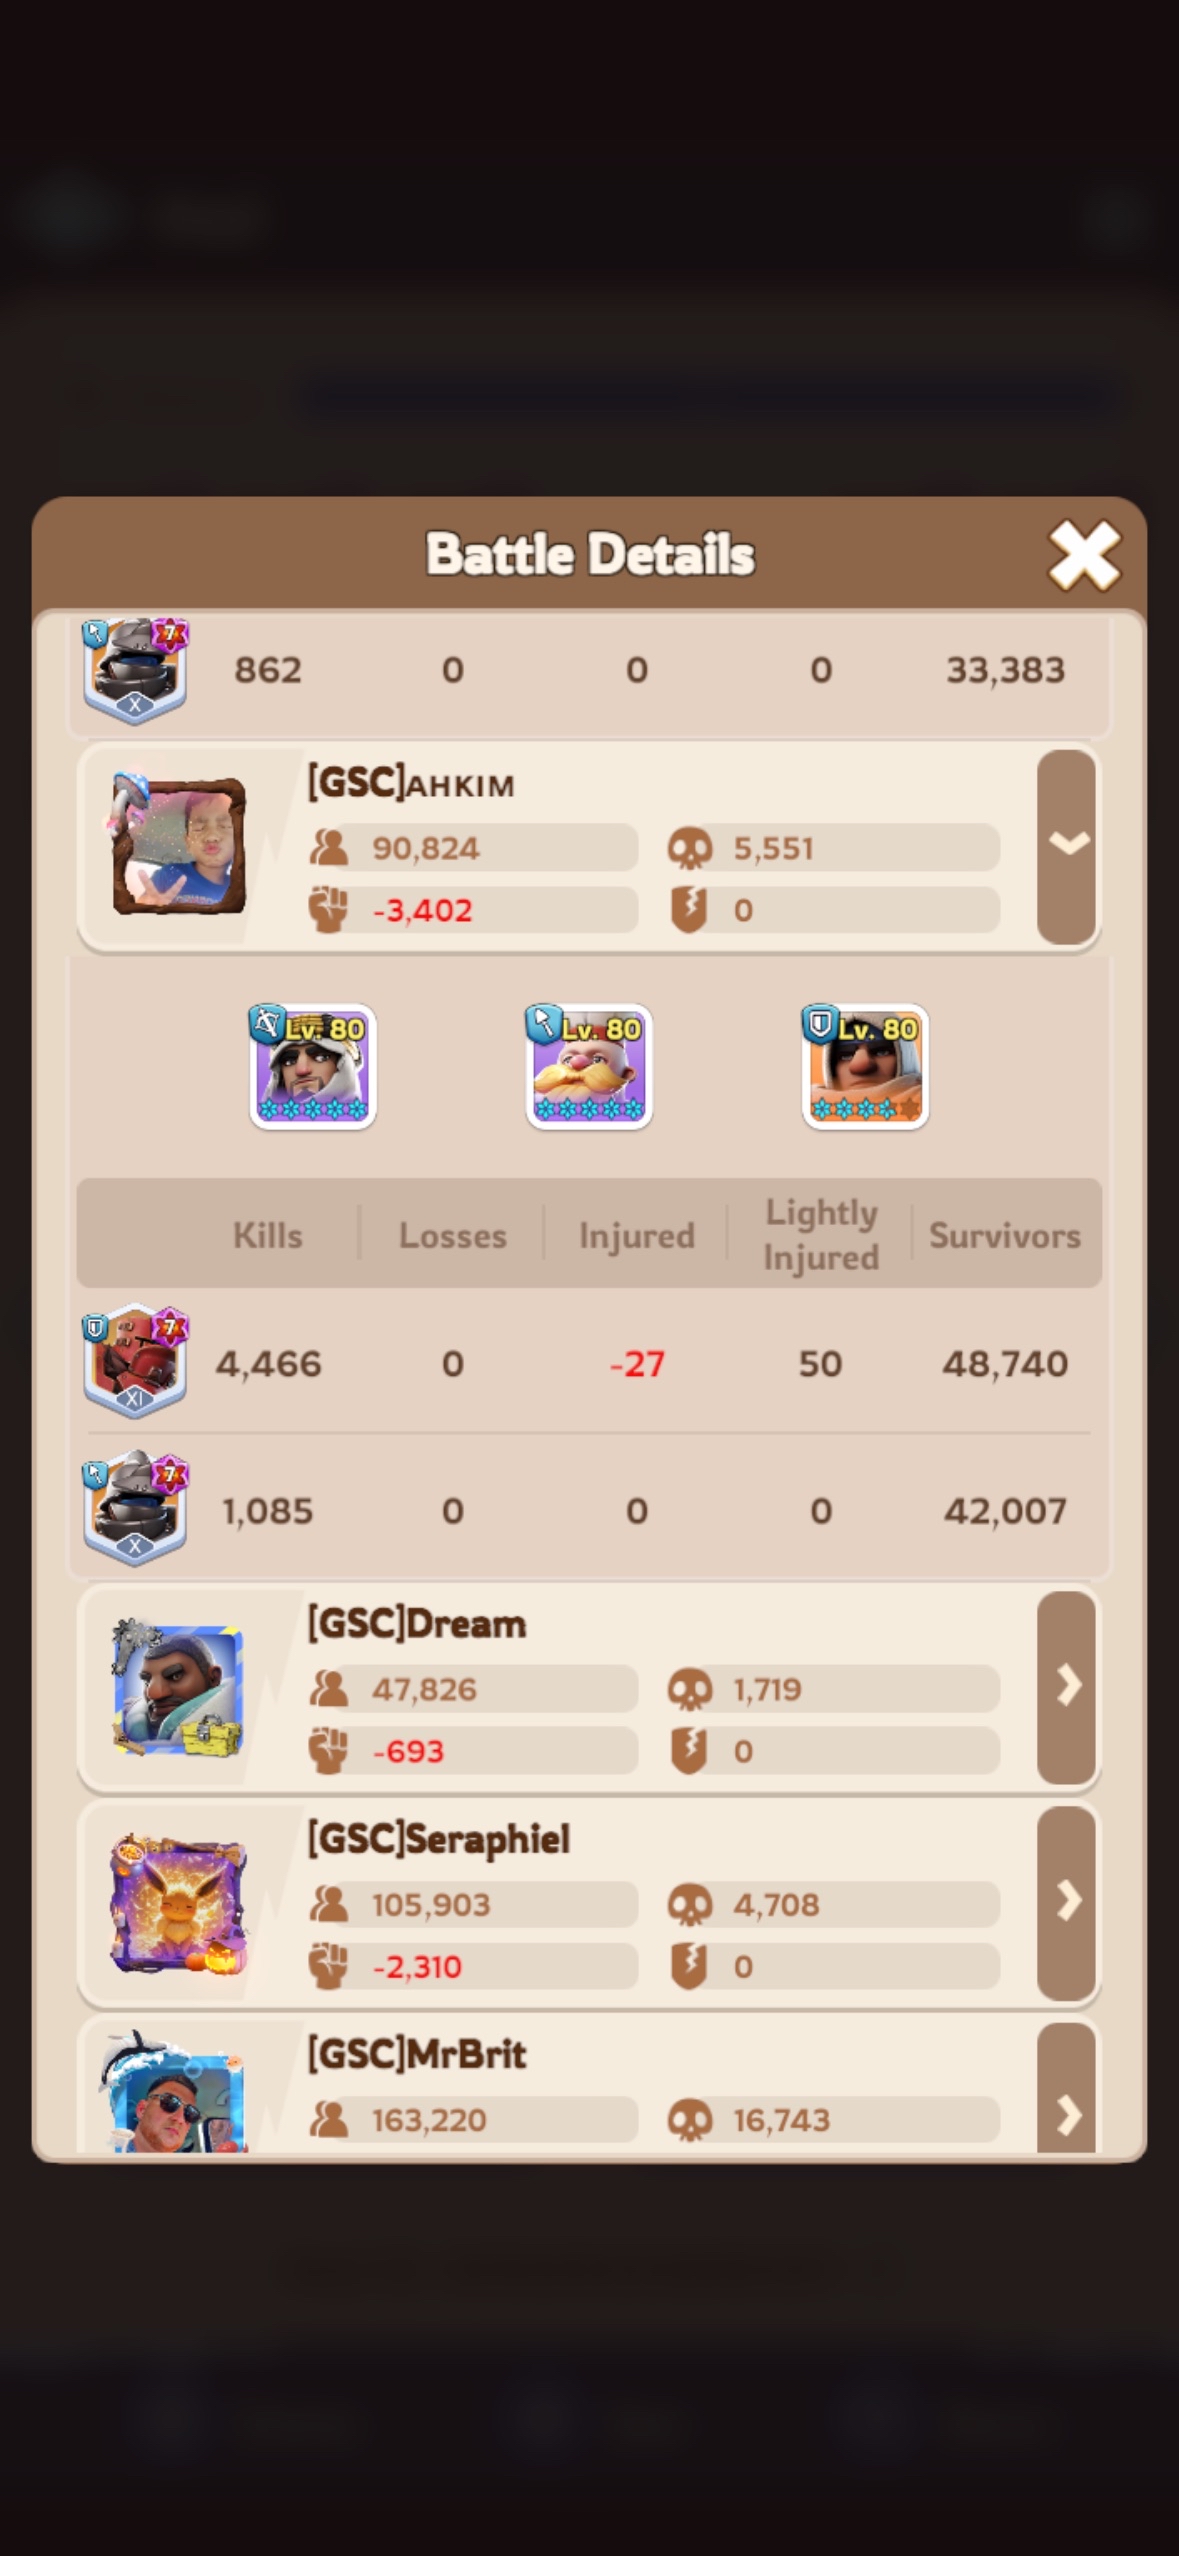 Battle Details
7
X
862 0 0 0 33,383
[GSC]AHKIM
90,824 5,551
-3,402 0
Lv. 80 Lv. 80 Lv. 80
Kills Losses Injured Lightly Injured Survivors
7
XI
4,466 0 -27 50 48,740
7
X
1,085 0 0 0 42,007
[GSC]Dream
47,826 1,719
-693 0
[GSC]Seraphiel
105,903 4,708
-2,310 0
[GSC]MrBrit
163,220 16,743